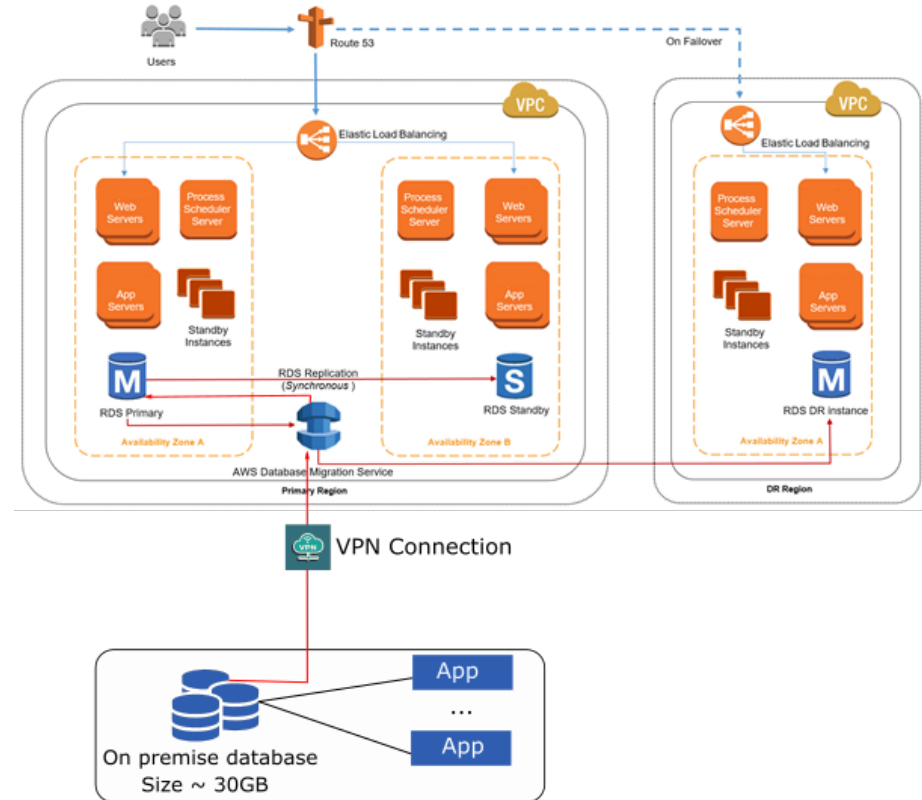 Users
Route 53
On Failover
VPC
Elastic Load Balancing
Web
Servers
Process
Scheduler
Server
App
Servers
Standby
Instances
M
RDS Primary
Availability Zone A
RDS Replication
(Synchronous )
AWS Database Migration Service
Primary Region
Process
Scheduler
Server
Web
Servers
Standby
Instances
App
Servers
S
RDS Standby
Availability Zone B
VPC
Elastic Load Balancing
Process
Scheduler
Server
Web
Servers
Standby
Instances
App
Servers
M
RDS DR instance
Availability Zone A
DR Region
VPN
VPN Connection
On premise database
Size ~ 30GB
App
...
App